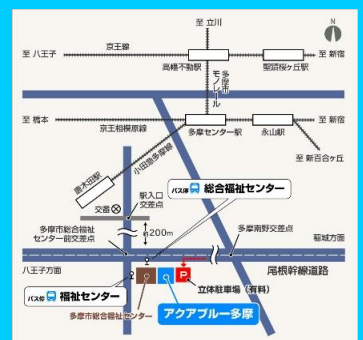 至 立川
N
至 八王子
京王線
高幡不動駅
聖蹟桜ヶ丘駅
至 新宿
多摩市
モノレール
至 橋本
京王相模原線
多摩センター駅
永山駅
至 新宿
至 新百合ヶ丘
小田急多摩線
唐木田駅
駅入口
交差点
バス停 総合福祉センター
交番
約200m
多摩市総合福祉
センター前交差点
多摩南野交差点
稲城方面
八王子方面
尾根幹線道路
バス停 福祉センター
P
立体駐車場（有料）
多摩市総合福祉センター
アクアブルー多摩